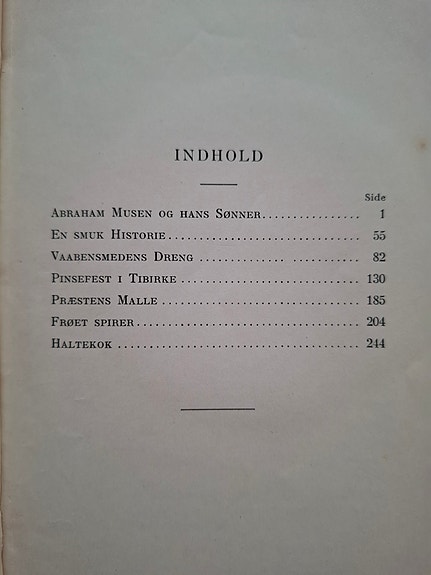 INDHOLD
Side
Abraham Musen og hans Sønner................ 1
En smuk Historie................................ 55
Vaabensmedens Dreng .......................... 82
Pinsefest i Tibirke.............................. 130
Præstens Malle.................................. 185
Frøet spirer..................................... 204
Haltekok ........................................ 244